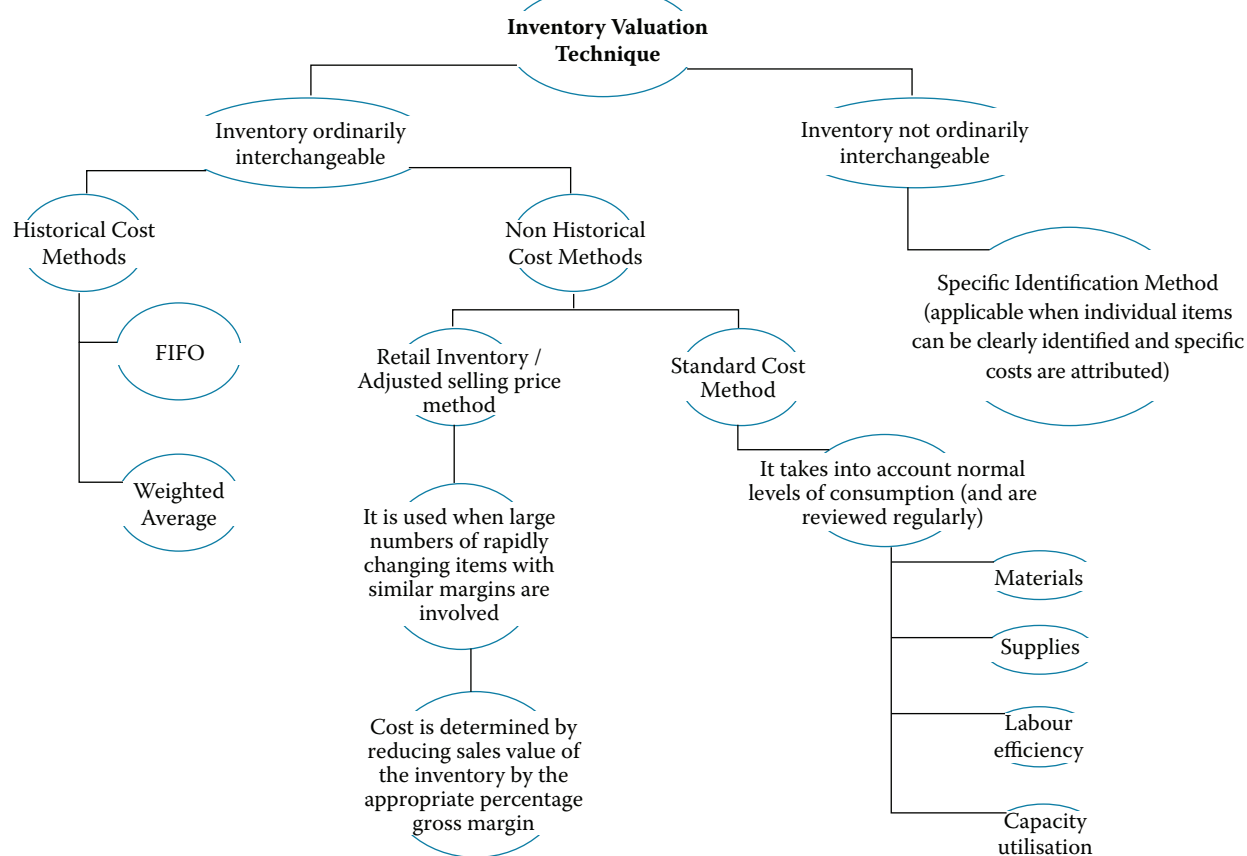 Inventory Valuation
Technique
Inventory ordinarily
interchangeable
Inventory not ordinarily
interchangeable
Historical Cost
Methods
Non Historical
Cost Methods
Specific Identification Method
(applicable when individual items
can be clearly identified and specific
costs are attributed)
FIFO
Weighted
Average
Retail Inventory /
Adjusted selling price
method
Standard Cost
Method
It is used when large
numbers of rapidly
changing items with
similar margins are
involved
Cost is determined by
reducing sales value of
the inventory by the
appropriate percentage
gross margin
It takes into account normal
levels of consumption (and are
reviewed regularly)
Materials
Supplies
Labour
efficiency
Capacity
utilisation